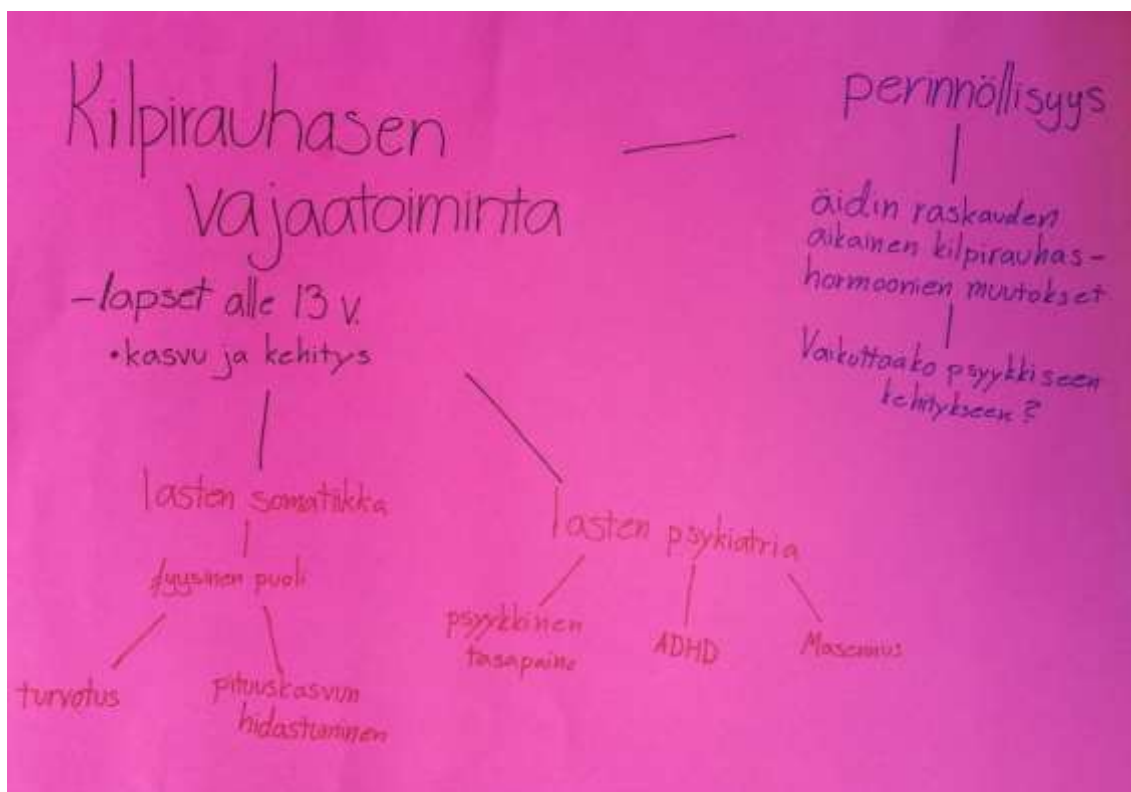 Kilpirauhasen
vajaatoiminta
- lapset alle 13 v.
• kasvu ja kehitys
perinnöllisyys
äidin raskauden
aikainen kilpirauhas-
hormoonien muutokset
Vaikuttaako psyykkiseen
kehitykseen?
lasten somatiikka
fyysinen puoli
turvotus
pituuskasvun
hidastuminen
lasten psykiatria
psyykkinen
tasapaino
ADHD
Masennus